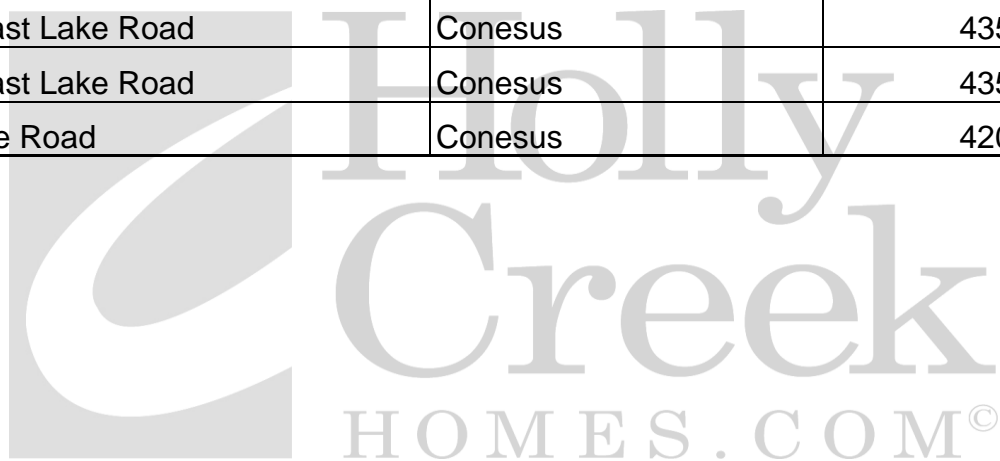 ast Lake Road Conesus 435
ast Lake Road Conesus 435
e Road Conesus 420
Holly
Creek
HOMES.COM©